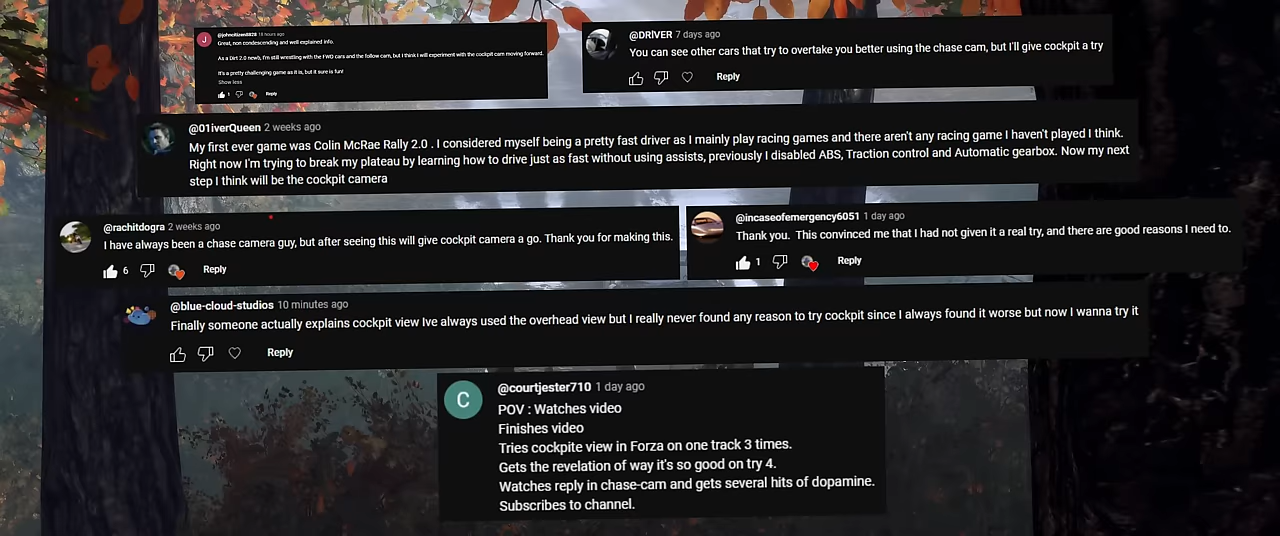 @johncitizen8828 18 hours ago
Great, non condescending and well explained info.
As a Dirt 2.0 newb, I'm still wrestling with the FWD cars and the follow cam, but I think I will experiment with the cockpit cam moving forward.
It's a pretty challenging game as it is, but it sure is fun!
Show less
1 Reply
@DRIVER 7 days ago
You can see other cars that try to overtake you better using the chase cam, but I'll give cockpit a try
Reply
@01iverQueen 2 weeks ago
My first ever game was Colin McRae Rally 2.0 . I considered myself being a pretty fast driver as I mainly play racing games and there aren't any racing game I haven't played I think.
Right now I'm trying to break my plateau by learning how to drive just as fast without using assists, previously I disabled ABS, Traction control and Automatic gearbox. Now my next
step I think will be the cockpit camera
@rachitdogra 2 weeks ago
I have always been a chase camera guy, but after seeing this will give cockpit camera a go. Thank you for making this.
6 Reply
@incaseofemergency6051 1 day ago
Thank you. This convinced me that I had not given it a real try, and there are good reasons I need to.
1 Reply
@blue-cloud-studios 10 minutes ago
Finally someone actually explains cockpit view Ive always used the overhead view but I really never found any reason to try cockpit since I always found it worse but now I wanna try it
Reply
C
@courtjester710 1 day ago
POV : Watches video
Finishes video
Tries cockpite view in Forza on one track 3 times.
Gets the revelation of way it's so good on try 4.
Watches reply in chase-cam and gets several hits of dopamine.
Subscribes to channel.